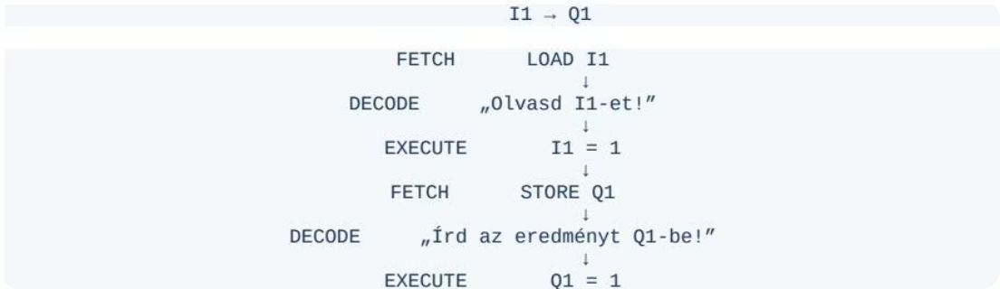 I1 → Q1
FETCH LOAD I1
↓
DECODE „Olvasd I1-et!”
↓
EXECUTE I1 = 1
↓
FETCH STORE Q1
↓
DECODE „Írd az eredményt Q1-be!”
↓
EXECUTE Q1 = 1